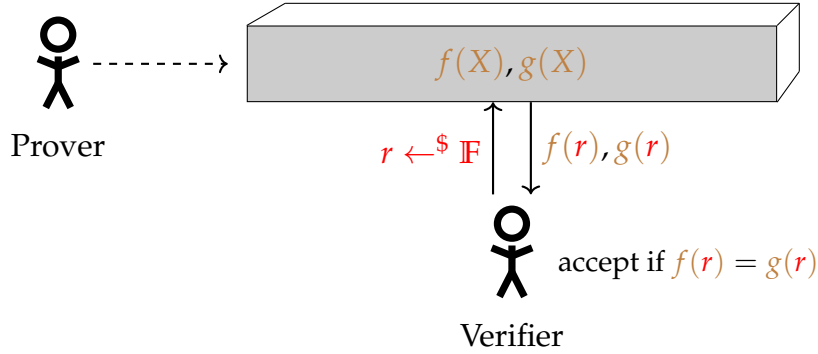 f(X), g(X)
Prover
r ←$ 𝔽
f(r), g(r)
accept if f(r) = g(r)
Verifier